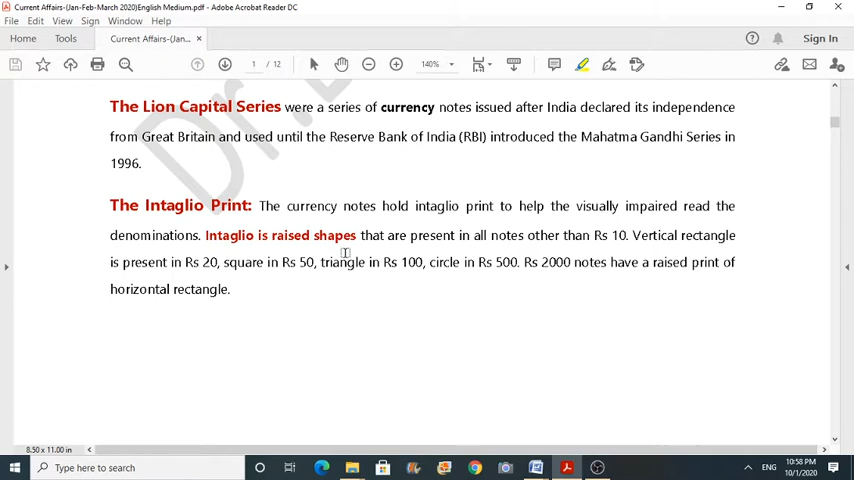 Current Affairs-(Jan-Feb-March 2020)English Medium.pdf - Adobe Acrobat Reader DC
File Edit View Sign Window Help
Home Tools Current Affairs-(Jan-... × Sign In
1 / 12 140%
The Lion Capital Series were a series of currency notes issued after India declared its independence
from Great Britain and used until the Reserve Bank of India (RBI) introduced the Mahatma Gandhi Series in
1996.
The Intaglio Print: The currency notes hold intaglio print to help the visually impaired read the
denominations. Intaglio is raised shapes that are present in all notes other than Rs 10. Vertical rectangle
is present in Rs 20, square in Rs 50, triangle in Rs 100, circle in Rs 500. Rs 2000 notes have a raised print of
horizontal rectangle.
8.50 x 11.00 in
Type here to search
ENG
10:58 PM
10/1/2020